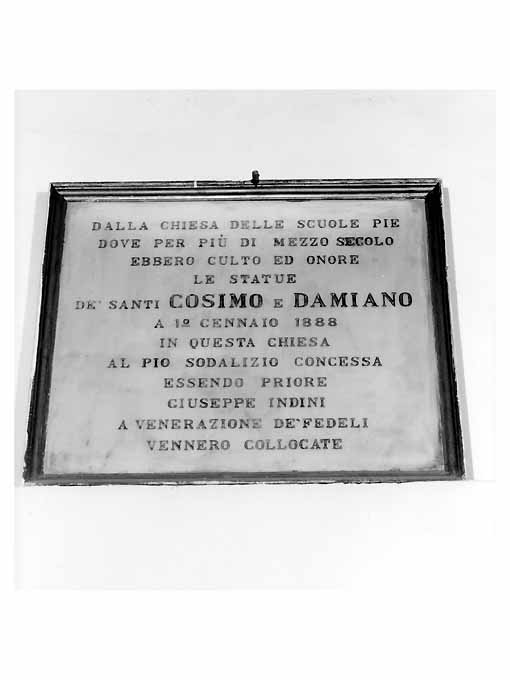 DALLA CHIESA DELLE SCUOLE PIE
DOVE PER PIÙ DI MEZZO SECOLO
EBBERO CULTO ED ONORE
LE STATUE
DE' SANTI COSIMO E DAMIANO
A 1º GENNAIO 1888
IN QUESTA CHIESA
AL PIO SODALIZIO CONCESSA
ESSENDO PRIORE
GIUSEPPE INDINI
A VENERAZIONE DE' FEDELI
VENNERO COLLOCATE